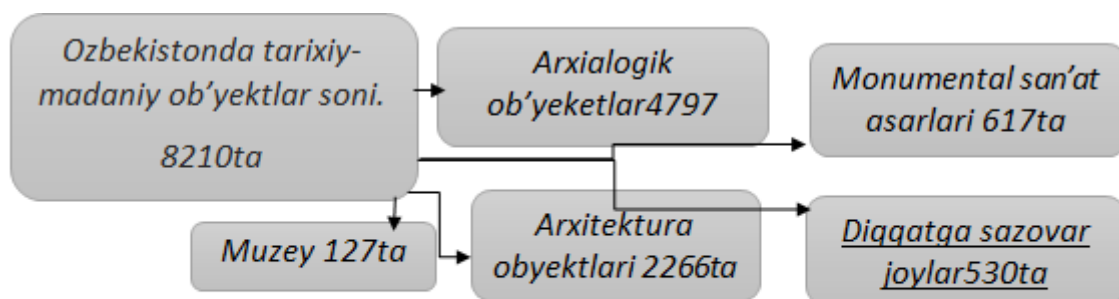 Ozbekistonda tarixiy-
madaniy ob’yektlar soni.
8210ta
Arxialogik
ob’yeketlar4797
Monumental san’at
asarlari 617ta
Muzey 127ta
Arxitektura
obyektlari 2266ta
Diqqatga sazovar
joylar530ta